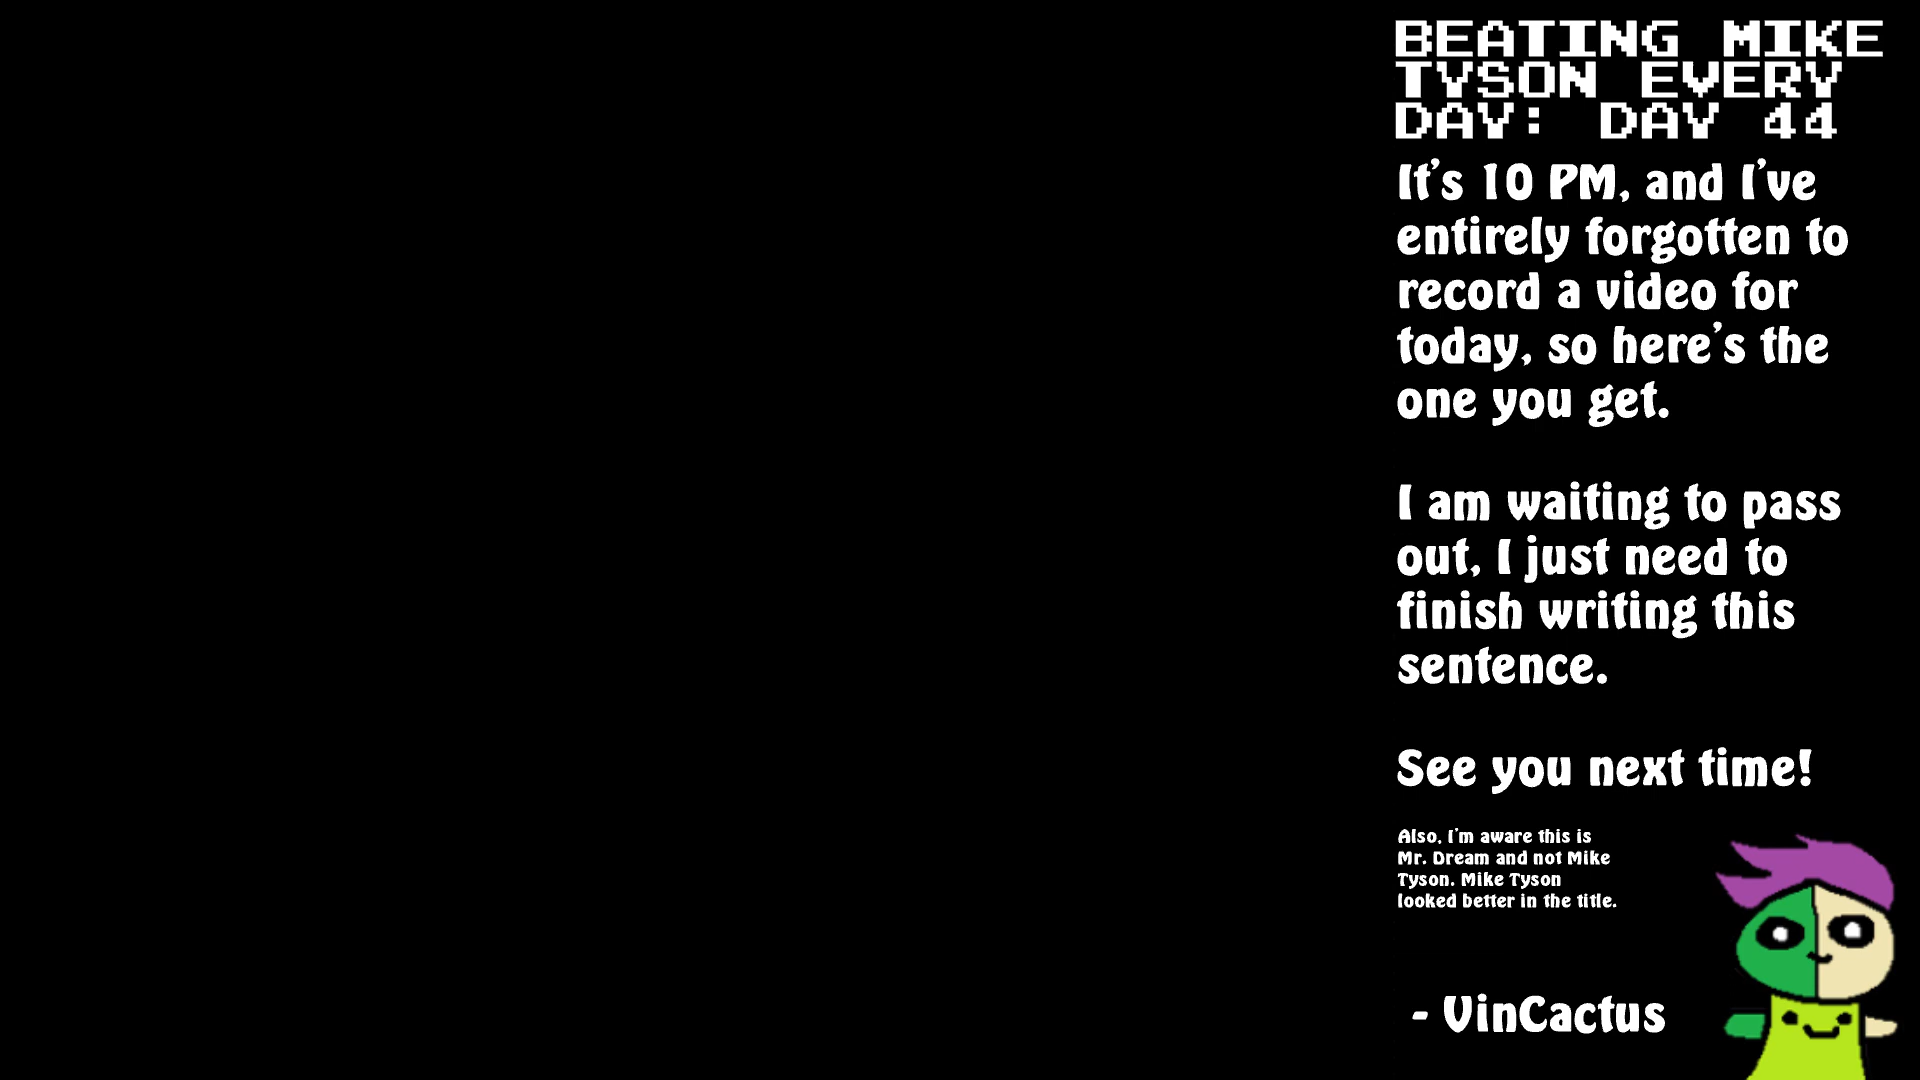 BEATING MIKE
TYSON EVERY
DAY: DAY 44
It's 10 PM, and I've
entirely forgotten to
record a video for
today, so here's the
one you get.
I am waiting to pass
out, I just need to
finish writing this
sentence.
See you next time!
Also, I'm aware this is
Mr. Dream and not Mike
Tyson. Mike Tyson
looked better in the title.
- VinCactus